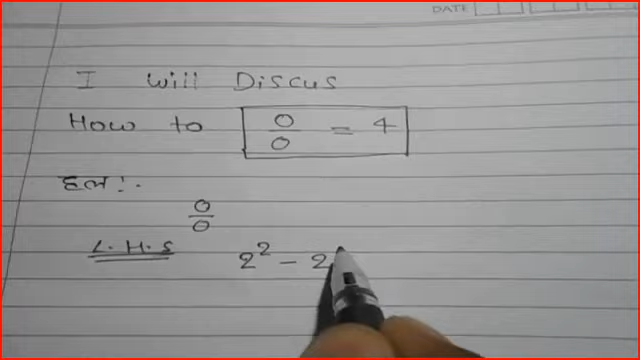 DATE
I Will Discus
How to 0/0 = 4
हल:-
0/0
L.H.S 2² - 2